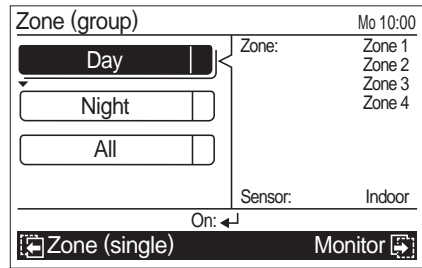 Zone (group) Mo 10:00
Day
Night
All
Zone: Zone 1
Zone 2
Zone 3
Zone 4
Sensor: Indoor
On:
Zone (single) Monitor